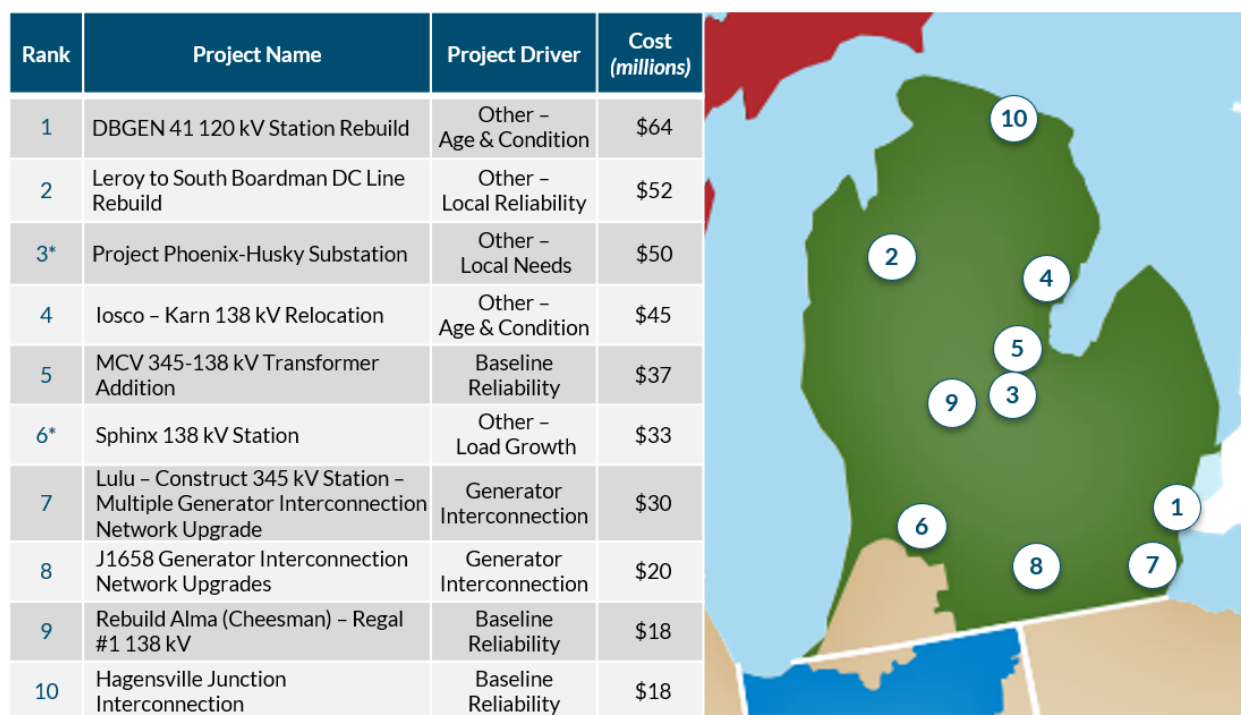 Rank Project Name Project Driver Cost
(millions)
1 DBGEN 41 120 kV Station Rebuild Other –
Age & Condition $64
2 Leroy to South Boardman DC Line
Rebuild Other –
Local Reliability $52
3* Project Phoenix-Husky Substation Other –
Local Needs $50
4 Iosco – Karn 138 kV Relocation Other –
Age & Condition $45
5 MCV 345-138 kV Transformer
Addition Baseline
Reliability $37
6* Sphinx 138 kV Station Other –
Load Growth $33
7 Lulu – Construct 345 kV Station –
Multiple Generator Interconnection
Network Upgrade Generator
Interconnection $30
8 J1658 Generator Interconnection
Network Upgrades Generator
Interconnection $20
9 Rebuild Alma (Cheesman) – Regal
#1 138 kV Baseline
Reliability $18
10 Hagensville Junction
Interconnection Baseline
Reliability $18
10
2
4
5
3
9
1
6
8
7